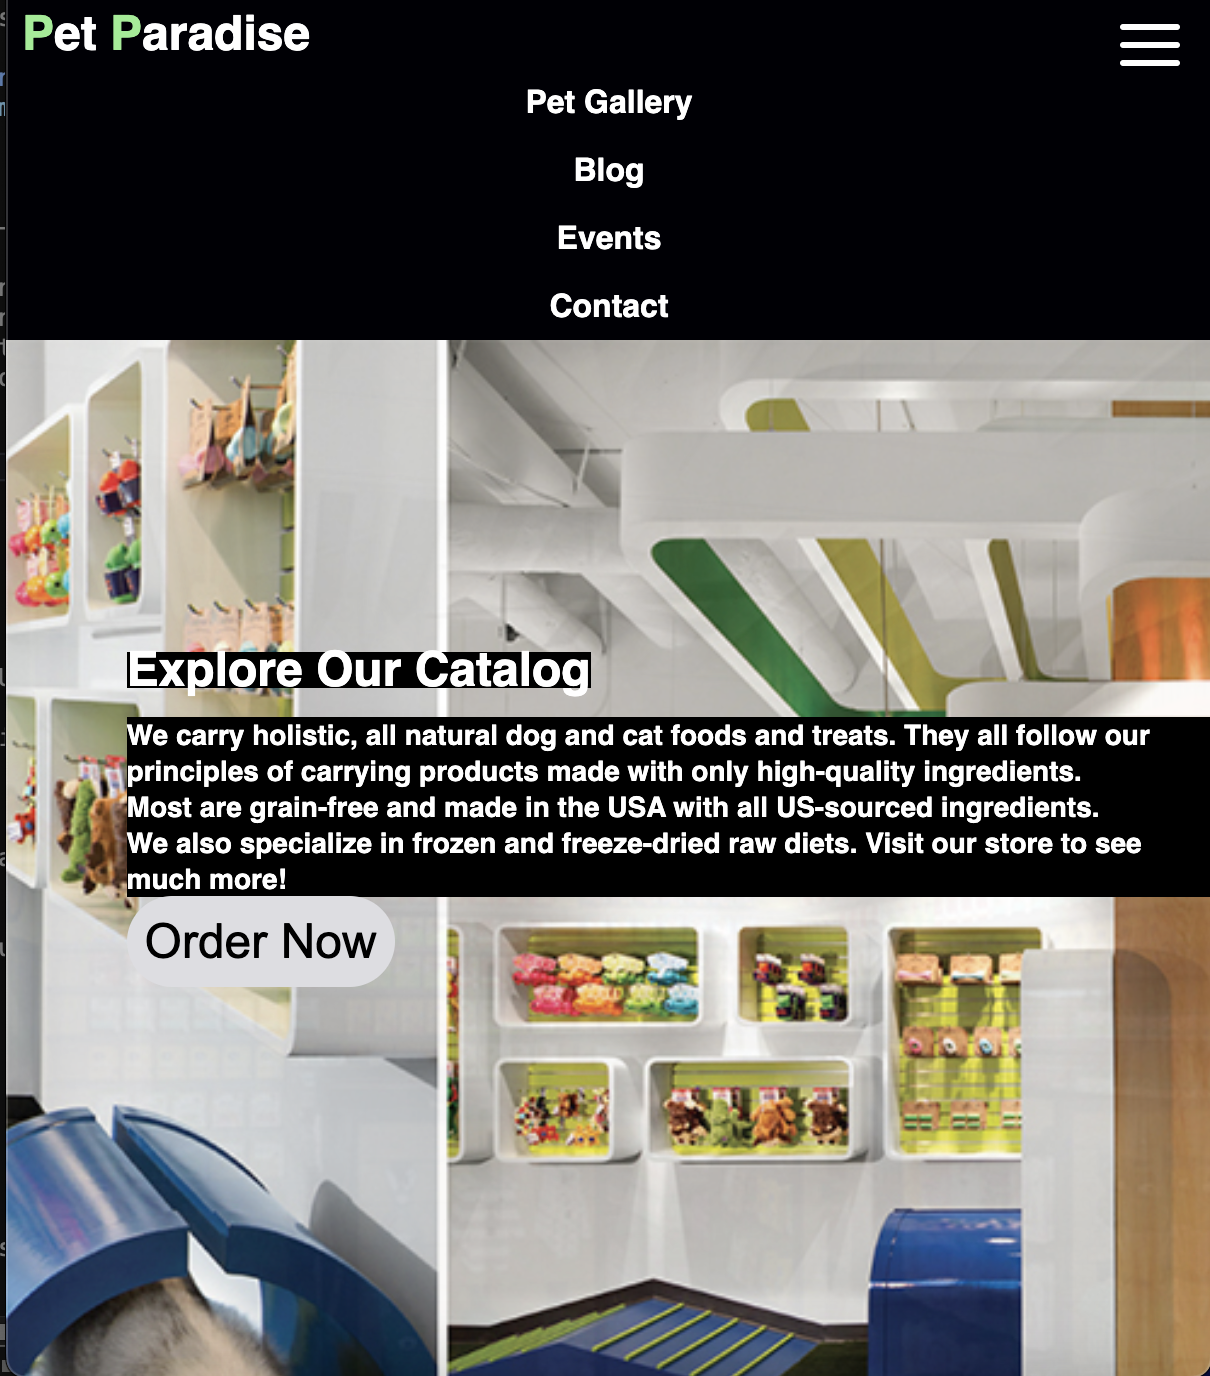 Pet Paradise
Pet Gallery
Blog
Events
Contact
Explore Our Catalog
We carry holistic, all natural dog and cat foods and treats. They all follow our
principles of carrying products made with only high-quality ingredients.
Most are grain-free and made in the USA with all US-sourced ingredients.
We also specialize in frozen and freeze-dried raw diets. Visit our store to see
much more!
Order Now